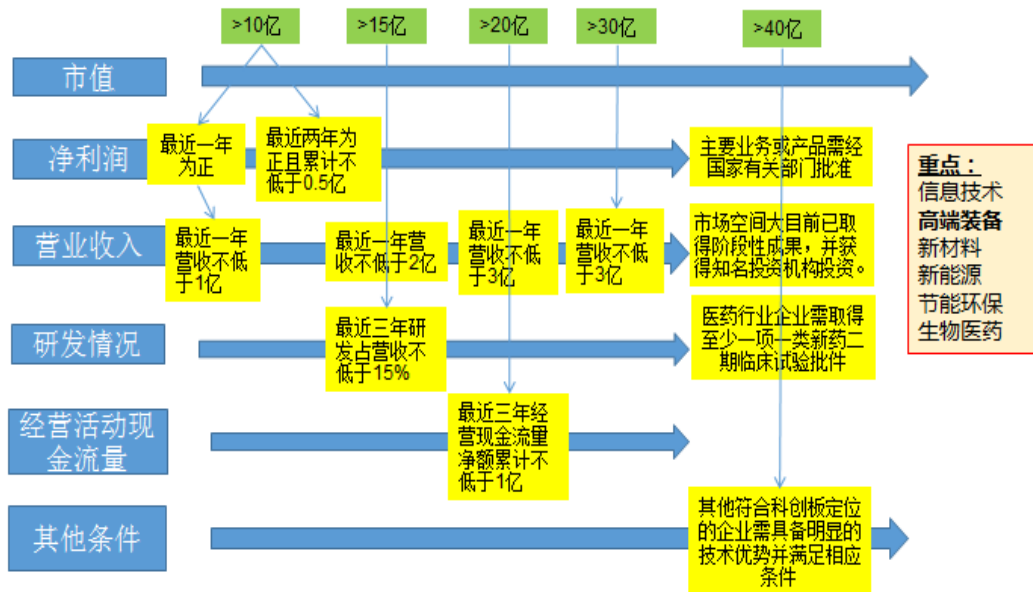 >10亿
>15亿
>20亿
>30亿
>40亿
市值
净利润
最近一年
为正
最近两年为
正且累计不
低于0.5亿
主要业务或产品需经
国家有关部门批准
营业收入
最近一年
营收不低
于1亿
最近一年营
收不低于2亿
最近一年
营收不低
于3亿
最近一年
营收不低
于3亿
市场空间大目前已取
得阶段性成果，并获
得知名投资机构投资。
研发情况
最近三年研
发占营收不
低于15%
医药行业企业需取得
至少一项一类新药二
期临床试验批件
经营活动现
金流量
最近三年经
营现金流量
净额累计不
低于1亿
其他条件
其他符合科创板定位
的企业需具备明显的
技术优势并满足相应
条件
重点：
信息技术
高端装备
新材料
新能源
节能环保
生物医药